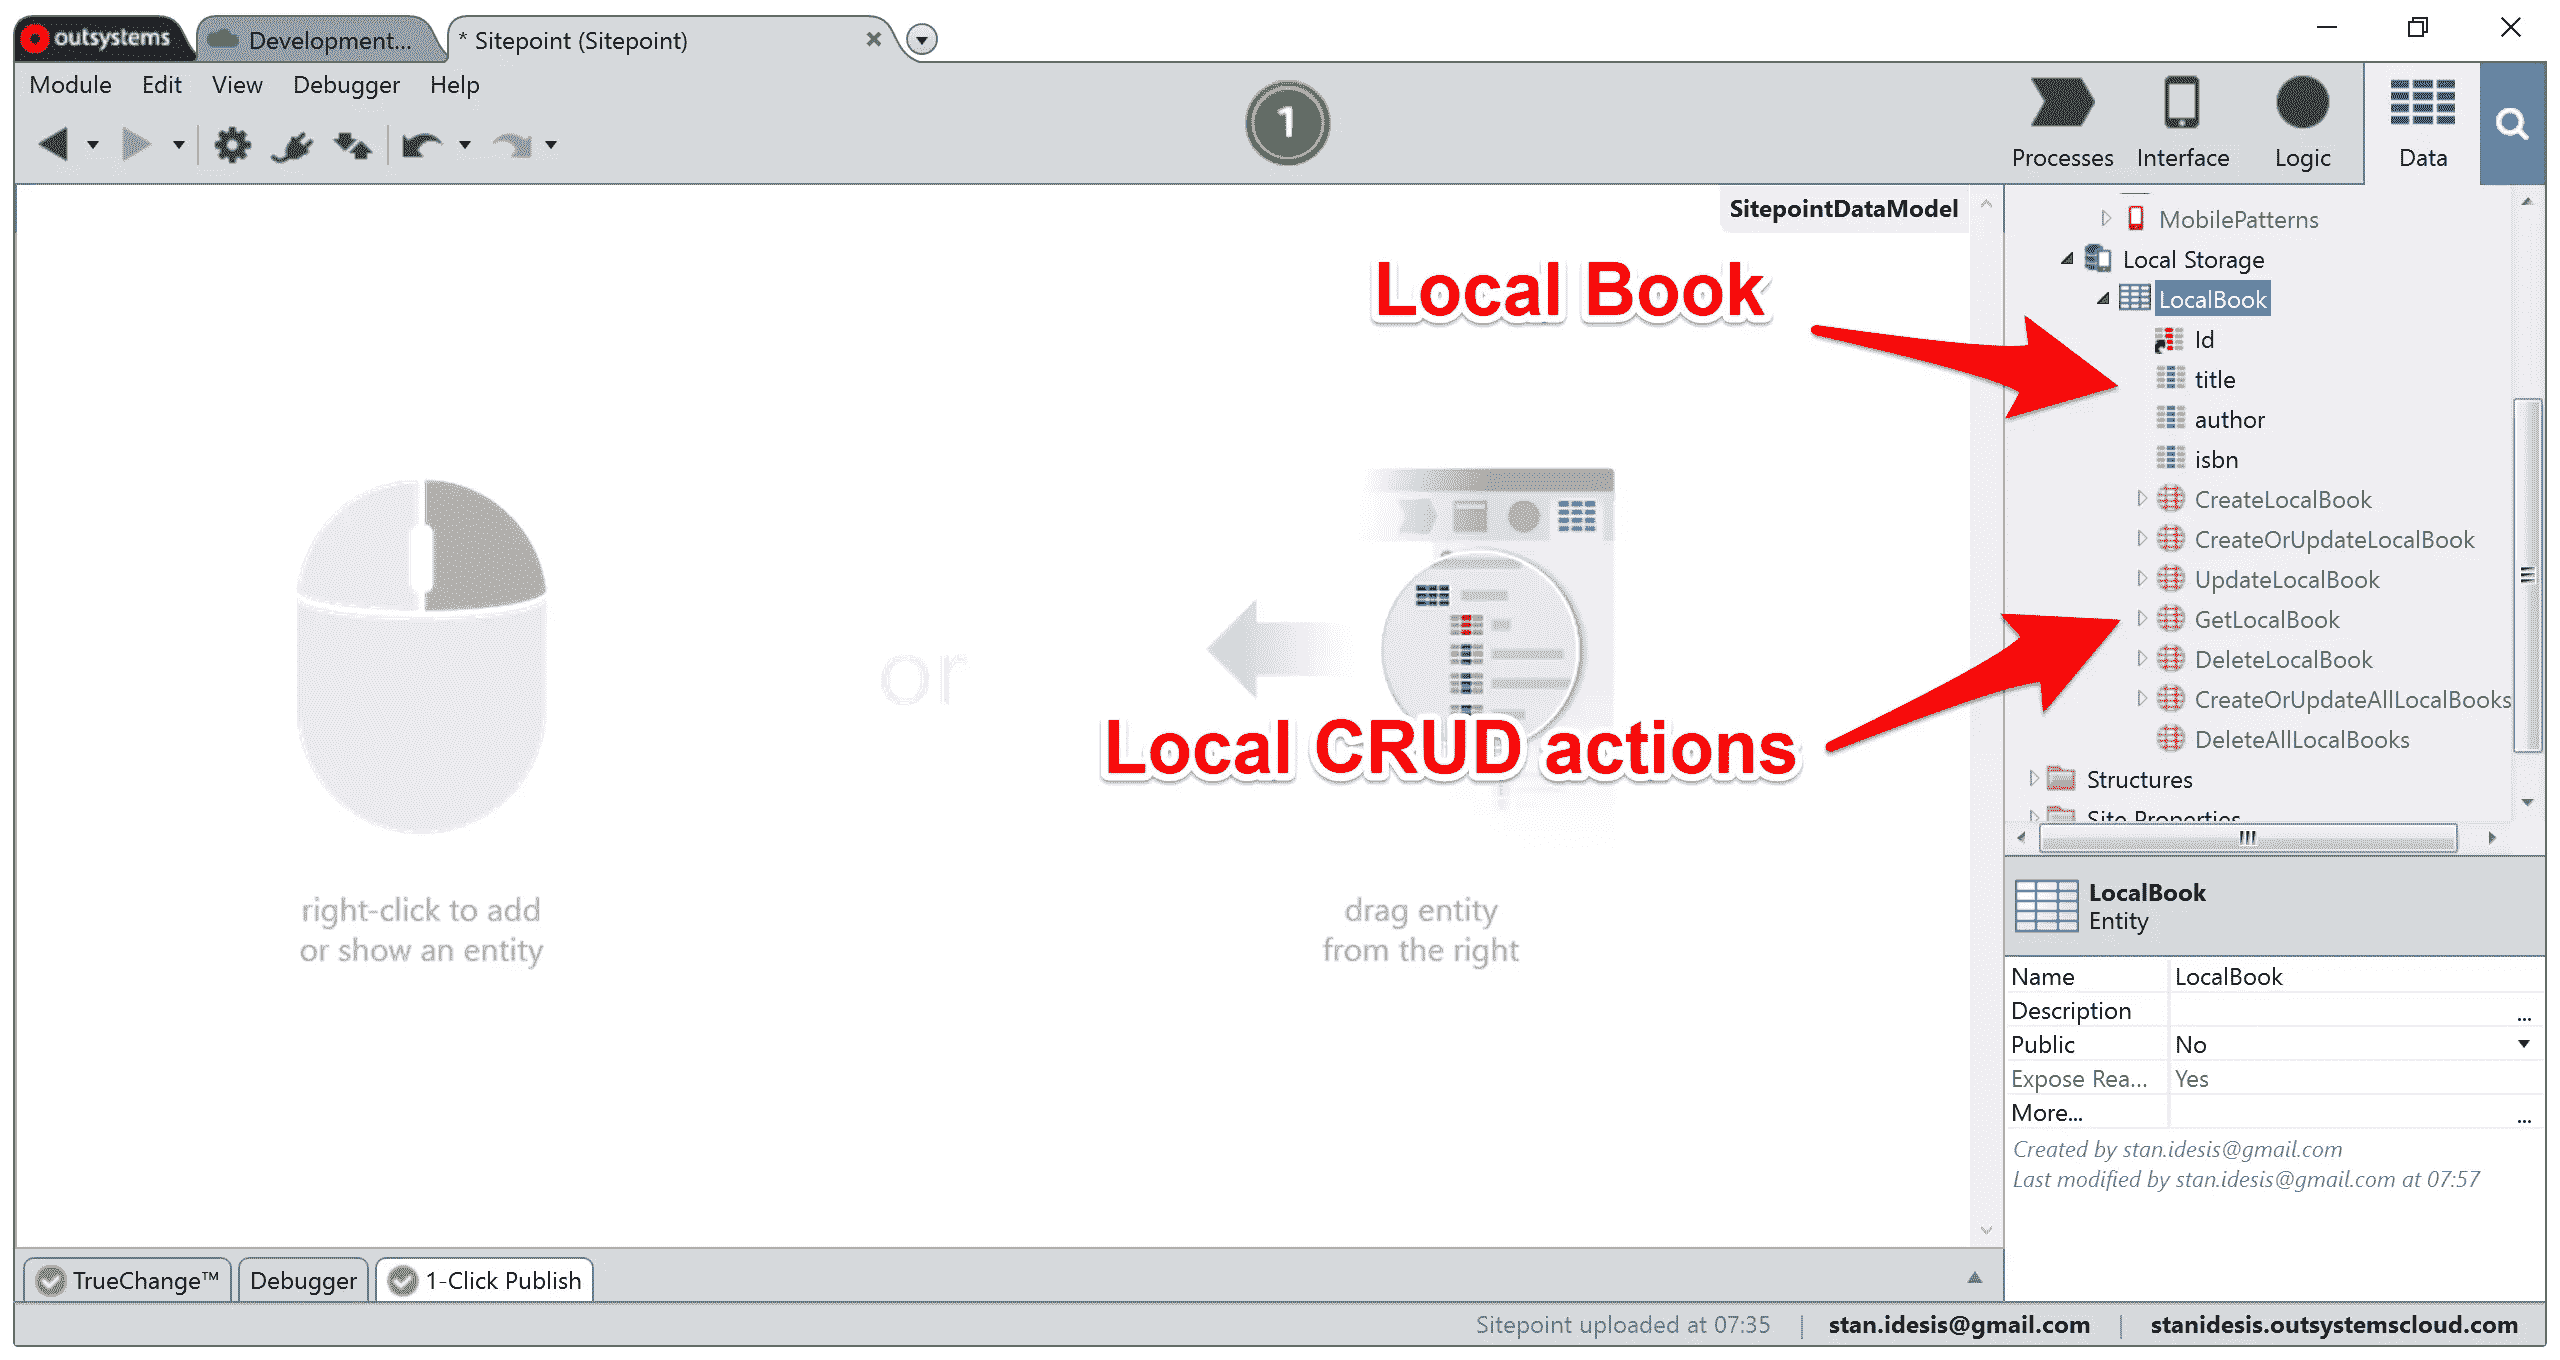 outsystems
Development...
* Sitepoint (Sitepoint)
Module Edit View Debugger Help
1
Processes Interface Logic Data
SitepointDataModel
MobilePatterns
Local Storage
Local Book
LocalBook
Id
title
author
isbn
CreateLocalBook
CreateOrUpdateLocalBook
UpdateLocalBook
GetLocalBook
DeleteLocalBook
CreateOrUpdateAllLocalBooks
DeleteAllLocalBooks
or
Local CRUD actions
Structures
Site Properties
right-click to add
or show an entity
drag entity
from the right
LocalBook
Entity
Name LocalBook
Description ...
Public No
Expose Rea... Yes
More... ...
Created by stan.idesis@gmail.com
Last modified by stan.idesis@gmail.com at 07:57
TrueChange™ Debugger 1-Click Publish
Sitepoint uploaded at 07:35 | stan.idesis@gmail.com | stanidesis.outsystemscloud.com